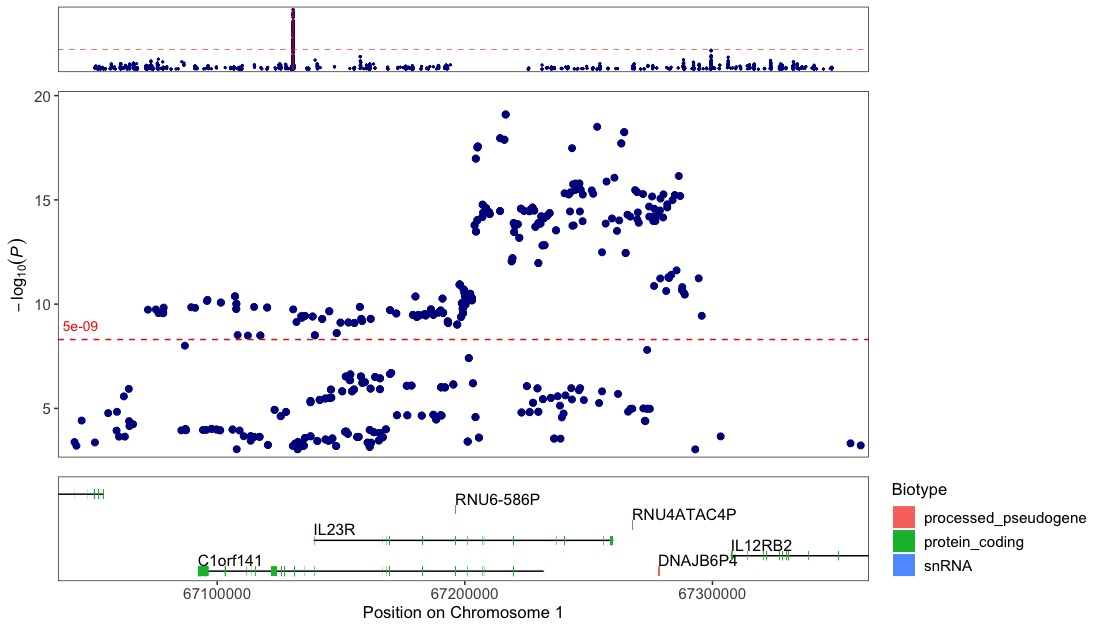 20
15
10
5
−log10(P)
5e-09
RNU6-586P
RNU4ATAC4P
IL23R
IL12RB2
C1orf141
DNAJB6P4
67100000 67200000 67300000
Position on Chromosome 1
Biotype
processed_pseudogene
protein_coding
snRNA